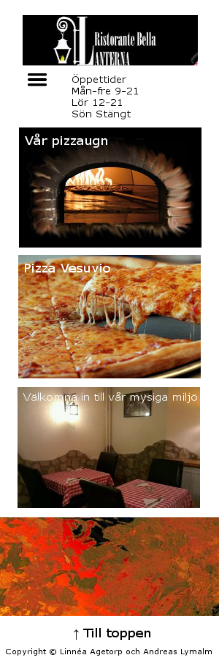 Ristorante Bella
LANTERNA
Öppettider
Mån-fre 9-21
Lör 12-21
Sön Stängt
Vår pizzaugn
Pizza Vesuvio
Välkomna in till vår mysiga miljö
↑ Till toppen
Copyright © Linnéa Agetorp och Andreas Lymalm